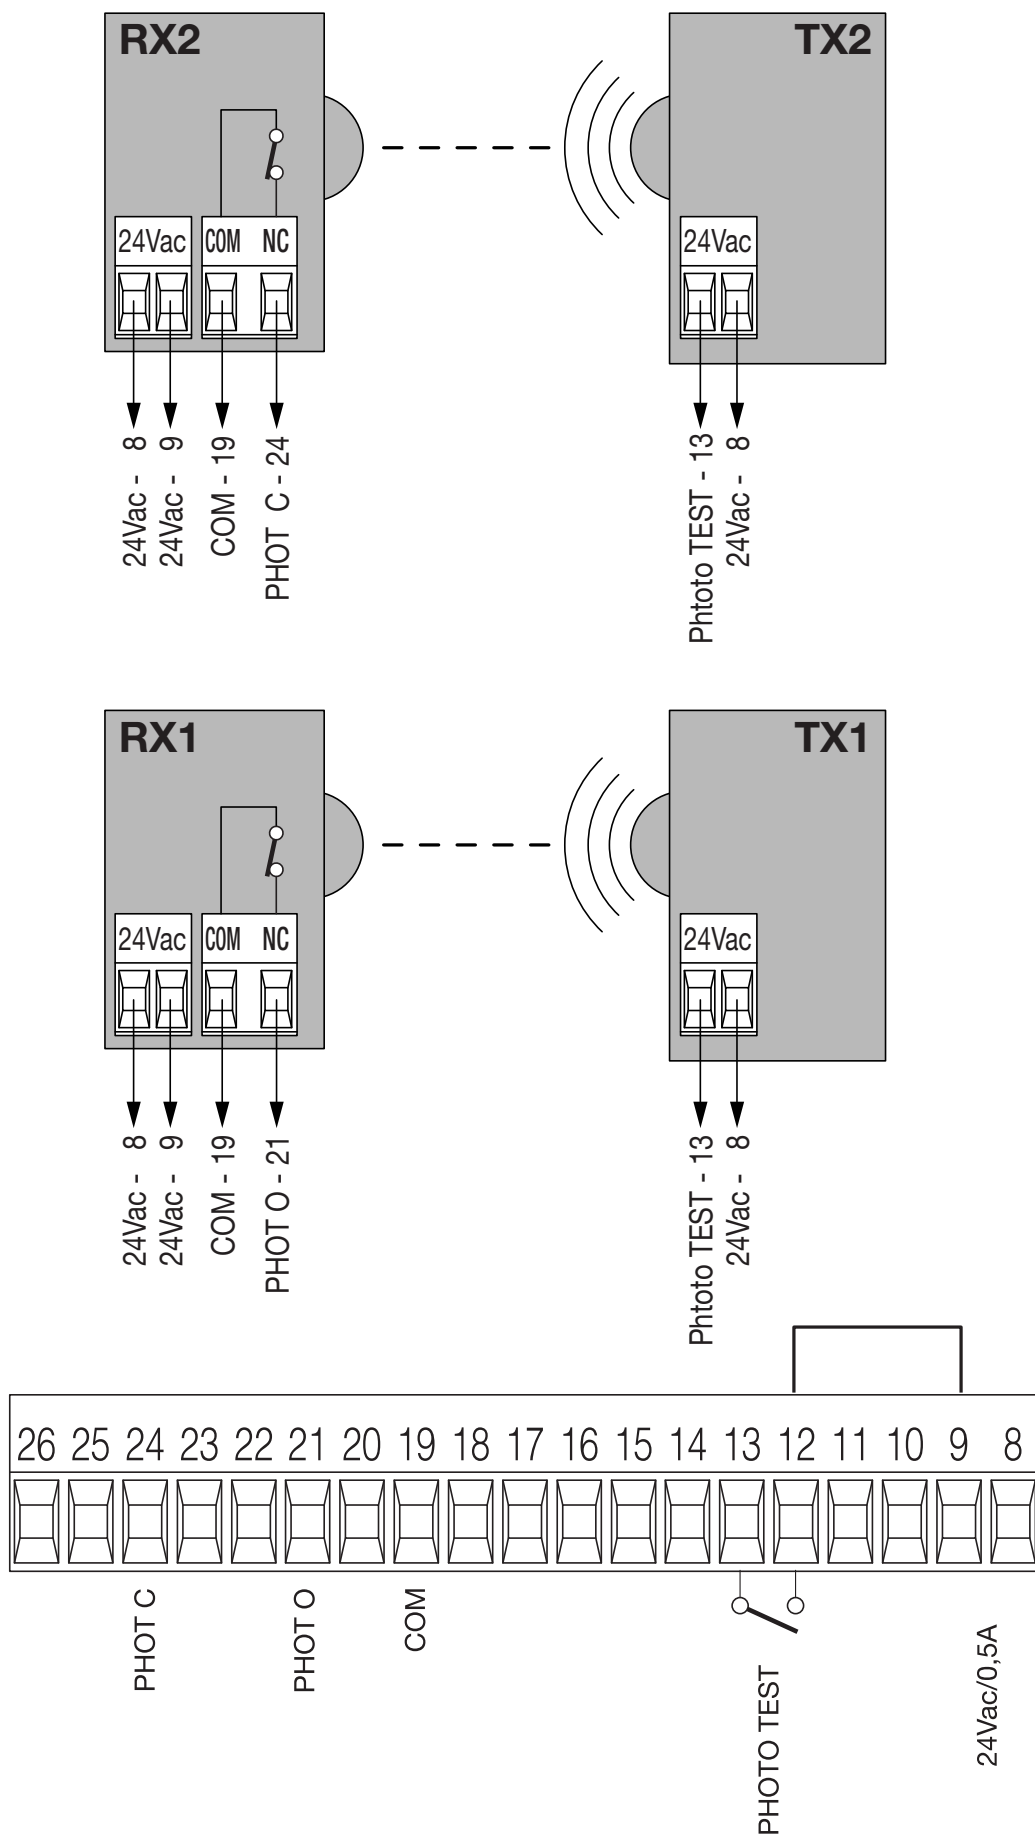 RX2
TX2
24Vac
COM
NC
24Vac
24Vac - 8
24Vac - 9
COM - 19
PHOT C - 24
Phtoto TEST - 13
24Vac - 8
RX1
TX1
24Vac
COM
NC
24Vac
24Vac - 8
24Vac - 9
COM - 19
PHOT O - 21
Phtoto TEST - 13
24Vac - 8
26 25 24 23 22 21 20 19 18 17 16 15 14 13 12 11 10 9 8
PHOT C
PHOT O
COM
PHOTO TEST
24Vac/0,5A